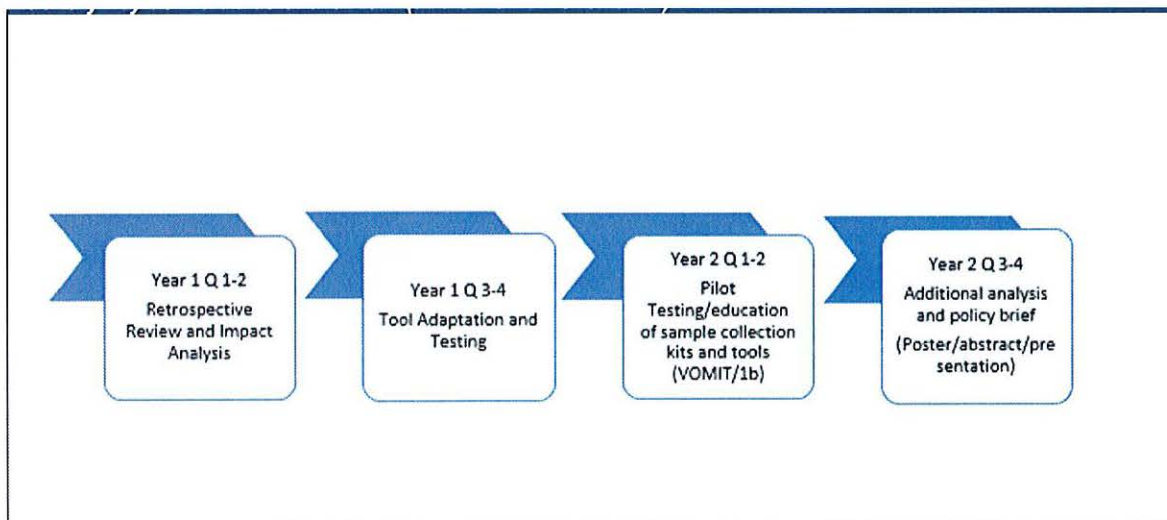 Year 1 Q 1-2
Retrospective
Review and Impact
Analysis
Year 1 Q 3-4
Tool Adaptation and
Testing
Year 2 Q 1-2
Pilot
Testing/education
of sample collection
kits and tools
(VOMIT/1b)
Year 2 Q 3-4
Additional analysis
and policy brief
(Poster/abstract/pre
sentation)